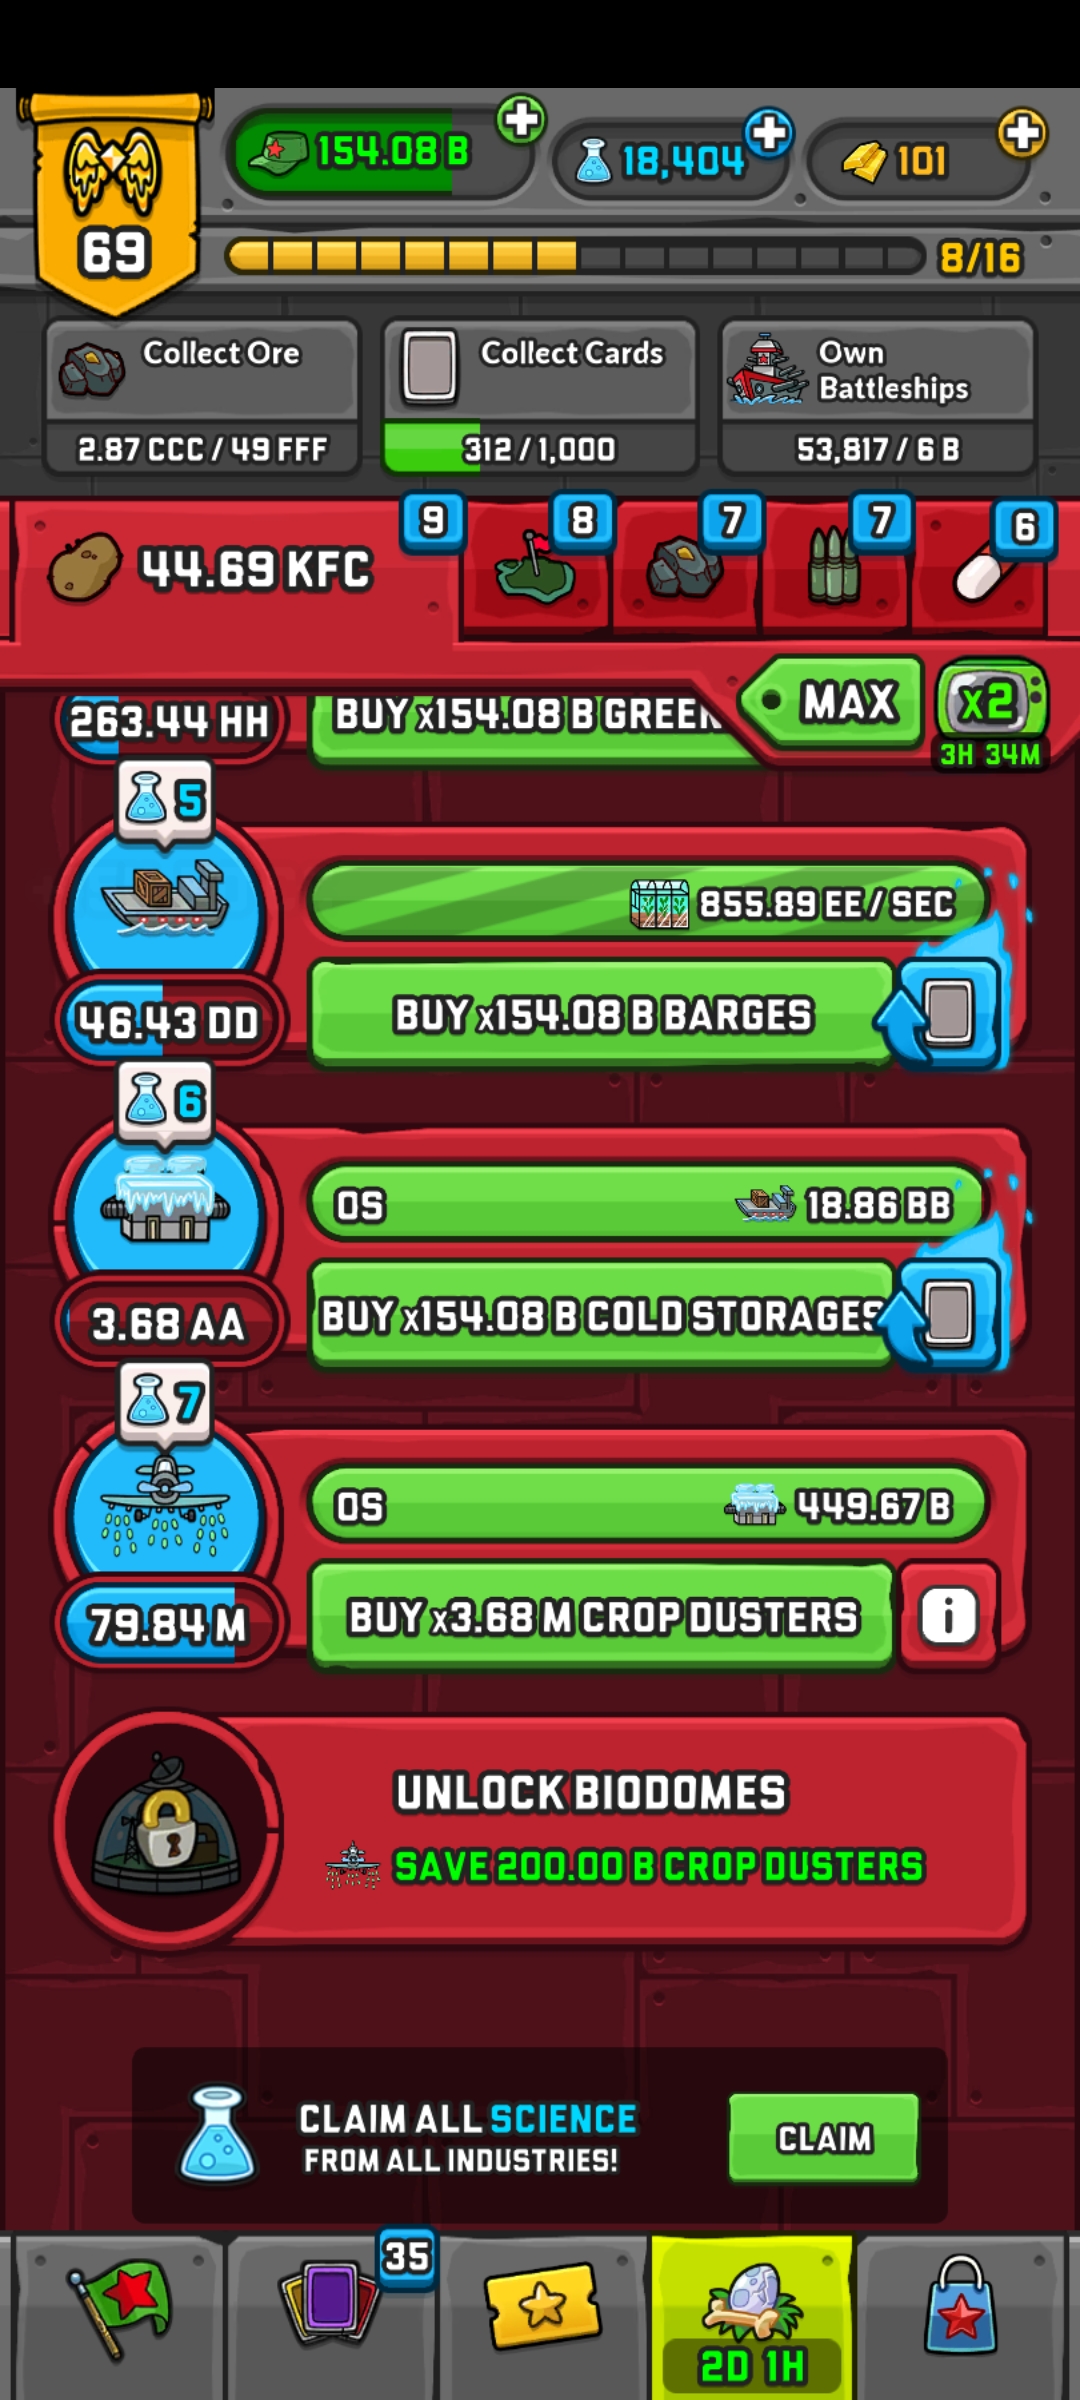 154.08 B
18,404
101
69
8/16
Collect Ore
2.87 CCC / 49 FFF
Collect Cards
312 / 1,000
Own
Battleships
53,817 / 6 B
44.69 KFC
9
8
7
7
6
MAX
x2
3H 34M
263.44 HH
BUY x154.08 B GREEN
5
855.89 EE / SEC
46.43 DD
BUY x154.08 B BARGES
6
0S
18.86 BB
3.68 AA
BUY x154.08 B COLD STORAGES
7
0S
449.67 B
79.84 M
BUY x3.68 M CROP DUSTERS
i
UNLOCK BIODOMES
SAVE 200.00 B CROP DUSTERS
CLAIM ALL SCIENCE
FROM ALL INDUSTRIES!
CLAIM
35
2D 1H